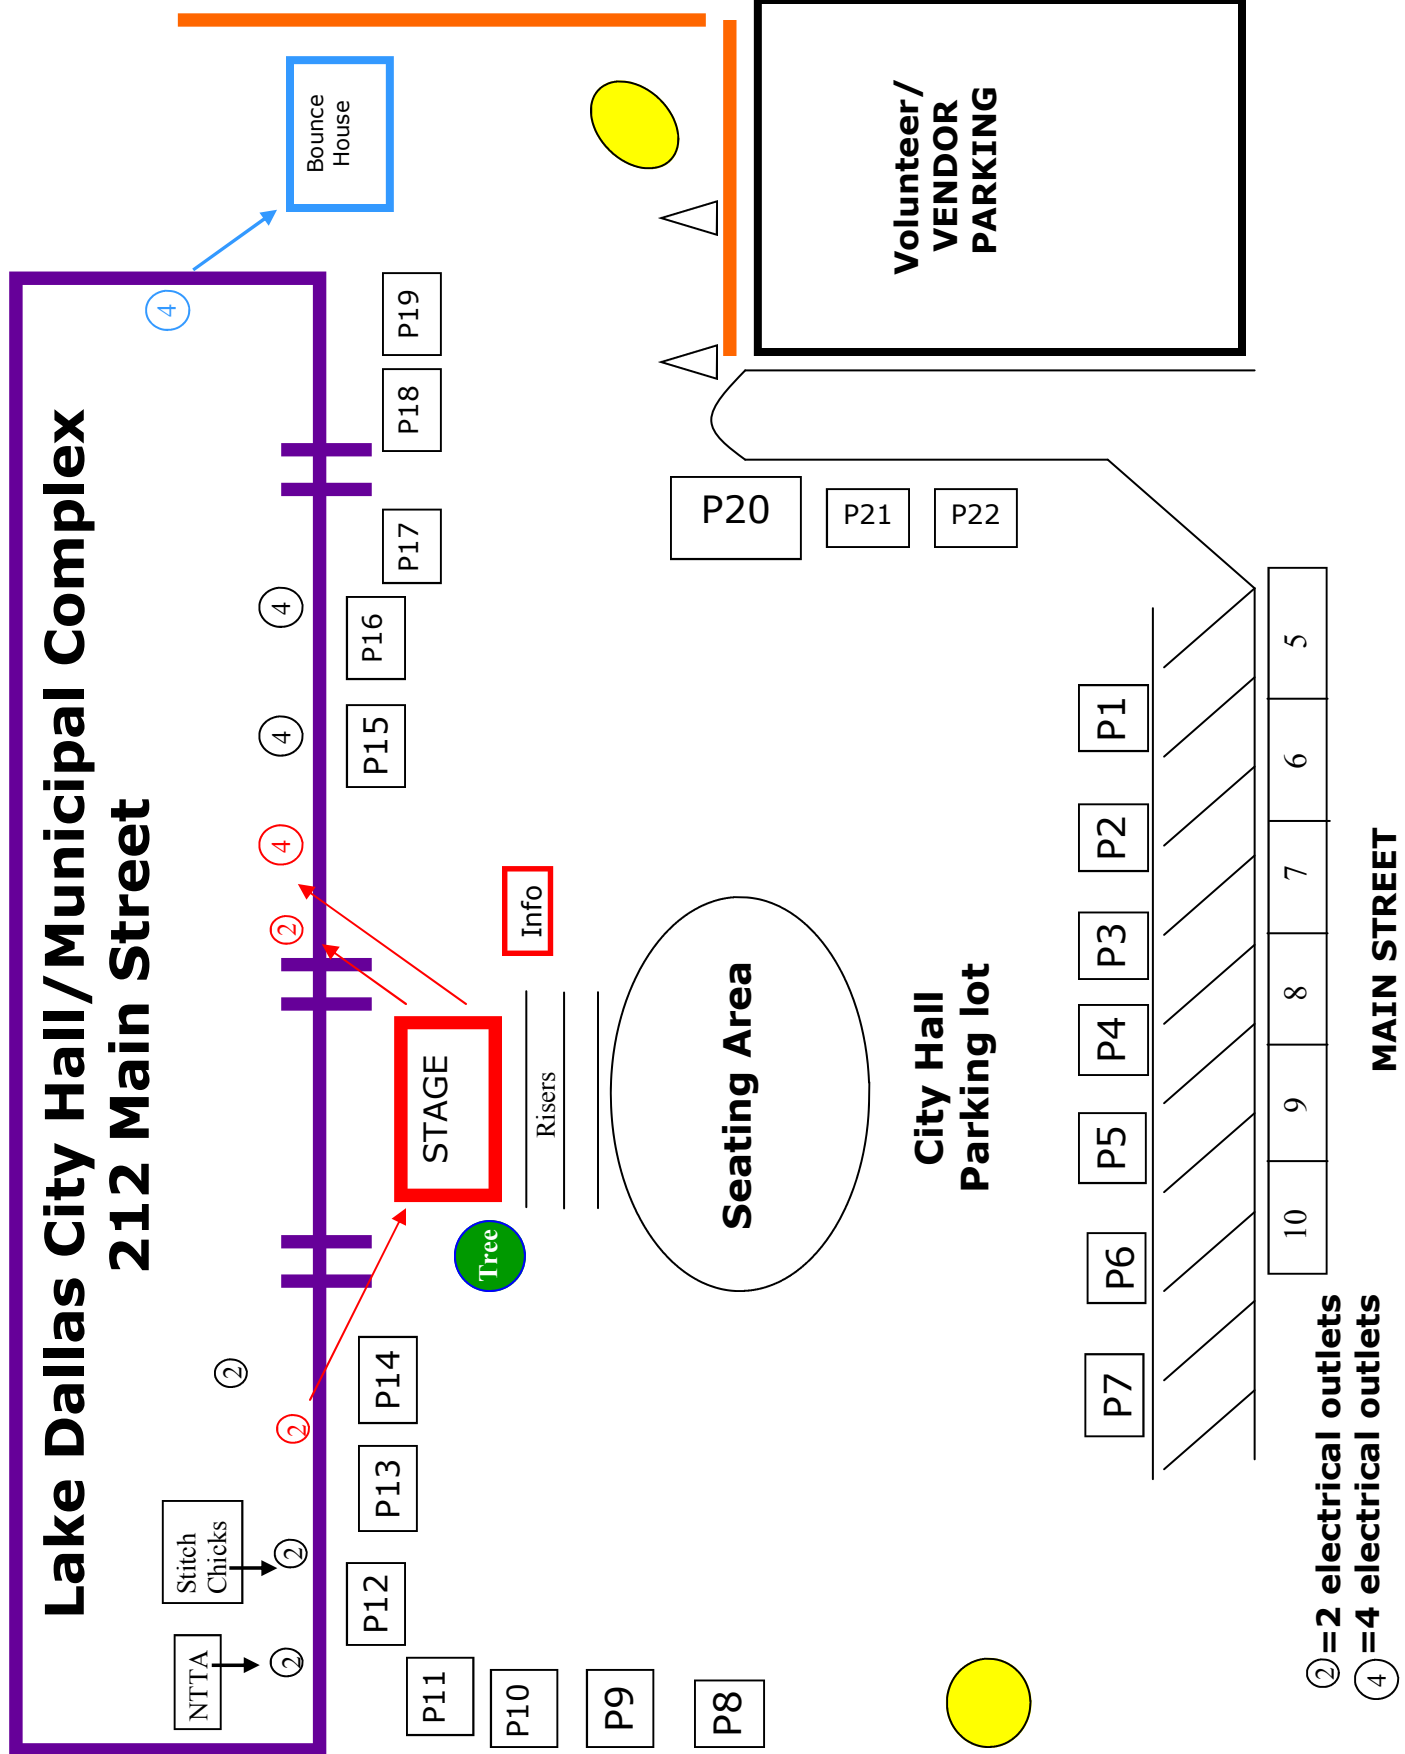 Lake Dallas City Hall/Municipal Complex
212 Main Street
NTTA
2
Stitch
Chicks
2
2
2
2
4
4
4
4
Bounce
House
P11
P12
P13
P14
P15
P16
P17
P18
P19
STAGE
Tree
Risers
Info
P10
P9
P8
Seating Area
City Hall
Parking lot
P20
P21
P22
Volunteer/
VENDOR
PARKING
P7
P6
P5
P4
P3
P2
P1
10
9
8
7
6
5
MAIN STREET
2 =2 electrical outlets
4 =4 electrical outlets